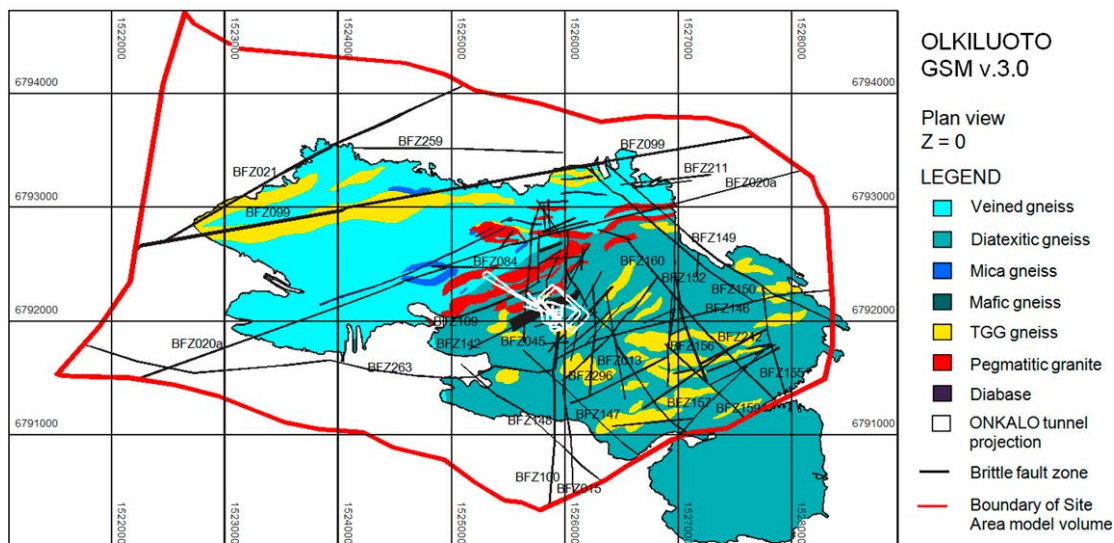 1522000
1523000
1524000
1525000
1526000
1527000
1528000
6794000
6794000
BFZ259
BFZ099
BFZ211
BFZ021
BFZ020a
6793000
6793000
BFZ099
BFZ149
BFZ084
BFZ160
BFZ152
BFZ150
BFZ146
6792000
6792000
BFZ109
BFZ020a
BFZ142
BFZ045
BFZ156
BFZ242
BFZ263
BFZ013
BFZ296
BFZ155
BFZ157
BFZ159
BFZ147
BFZ148
6791000
6791000
BFZ100
BFZ015
1522000
1523000
1524000
1525000
1526000
1527000
1528000
OLKILUOTO
GSM v.3.0
Plan view
Z = 0
LEGEND
Veined gneiss
Diatexitic gneiss
Mica gneiss
Mafic gneiss
TGG gneiss
Pegmatitic granite
Diabase
ONKALO tunnel
projection
Brittle fault zone
Boundary of Site
Area model volume